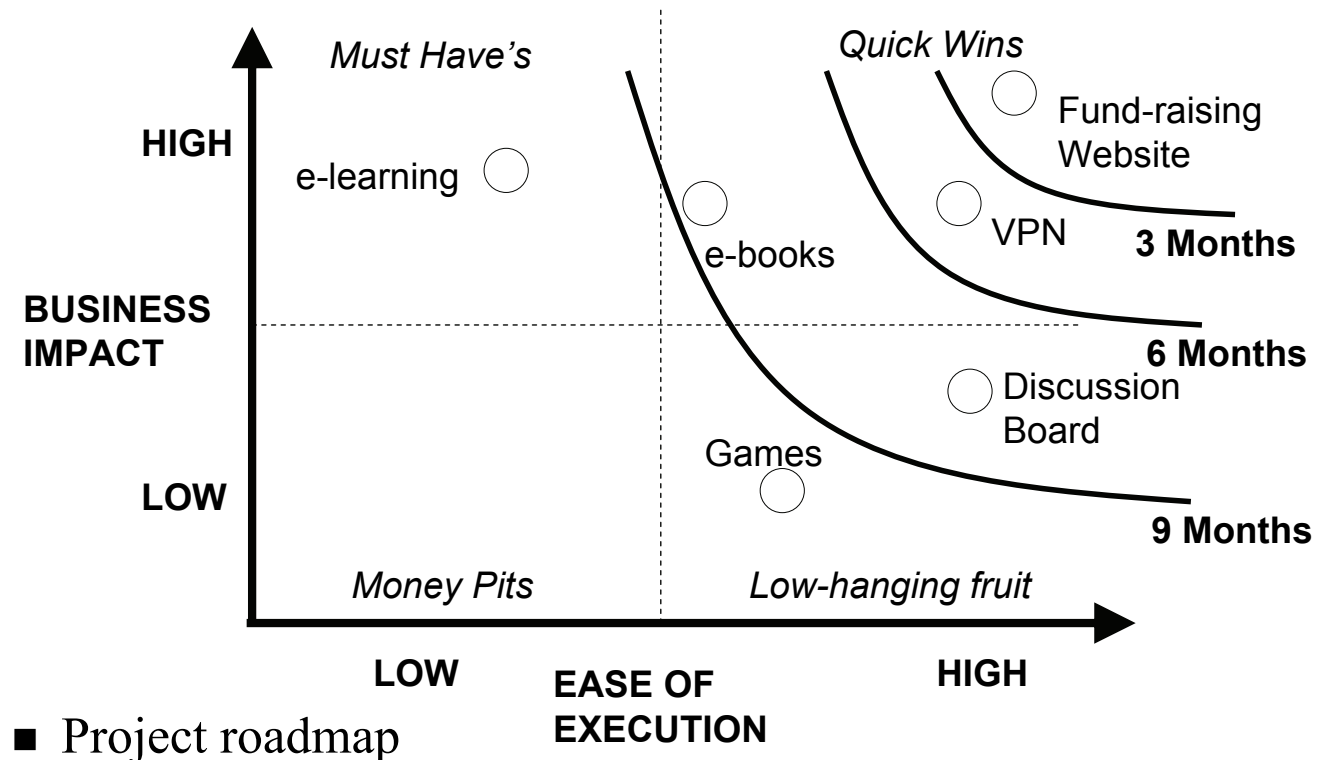 Must Have's
Quick Wins
HIGH
Fund-raising
Website
e-learning
VPN
3 Months
e-books
BUSINESS
IMPACT
6 Months
Discussion
Board
Games
LOW
9 Months
Money Pits
Low-hanging fruit
LOW
EASE OF
EXECUTION
HIGH
■ Project roadmap